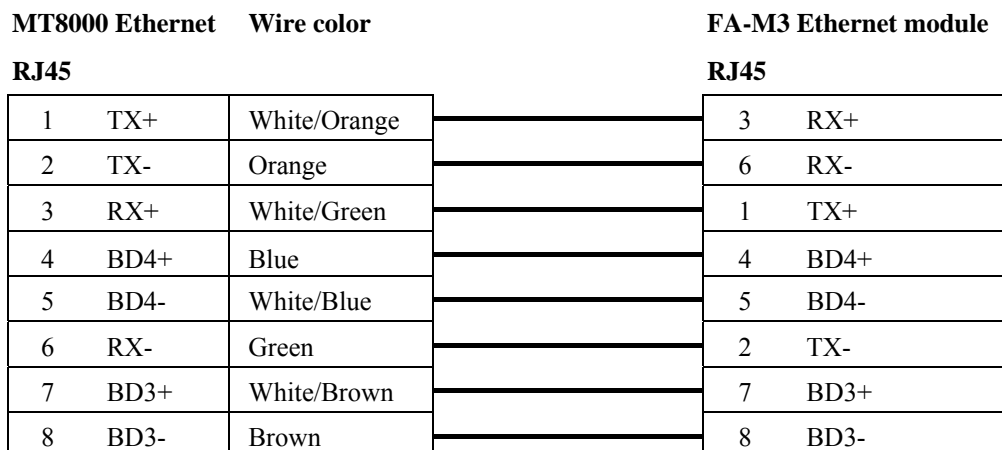 MT8000 Ethernet Wire color FA-M3 Ethernet module
RJ45 RJ45
1 TX+ White/Orange 3 RX+
2 TX- Orange 6 RX-
3 RX+ White/Green 1 TX+
4 BD4+ Blue 4 BD4+
5 BD4- White/Blue 5 BD4-
6 RX- Green 2 TX-
7 BD3+ White/Brown 7 BD3+
8 BD3- Brown 8 BD3-